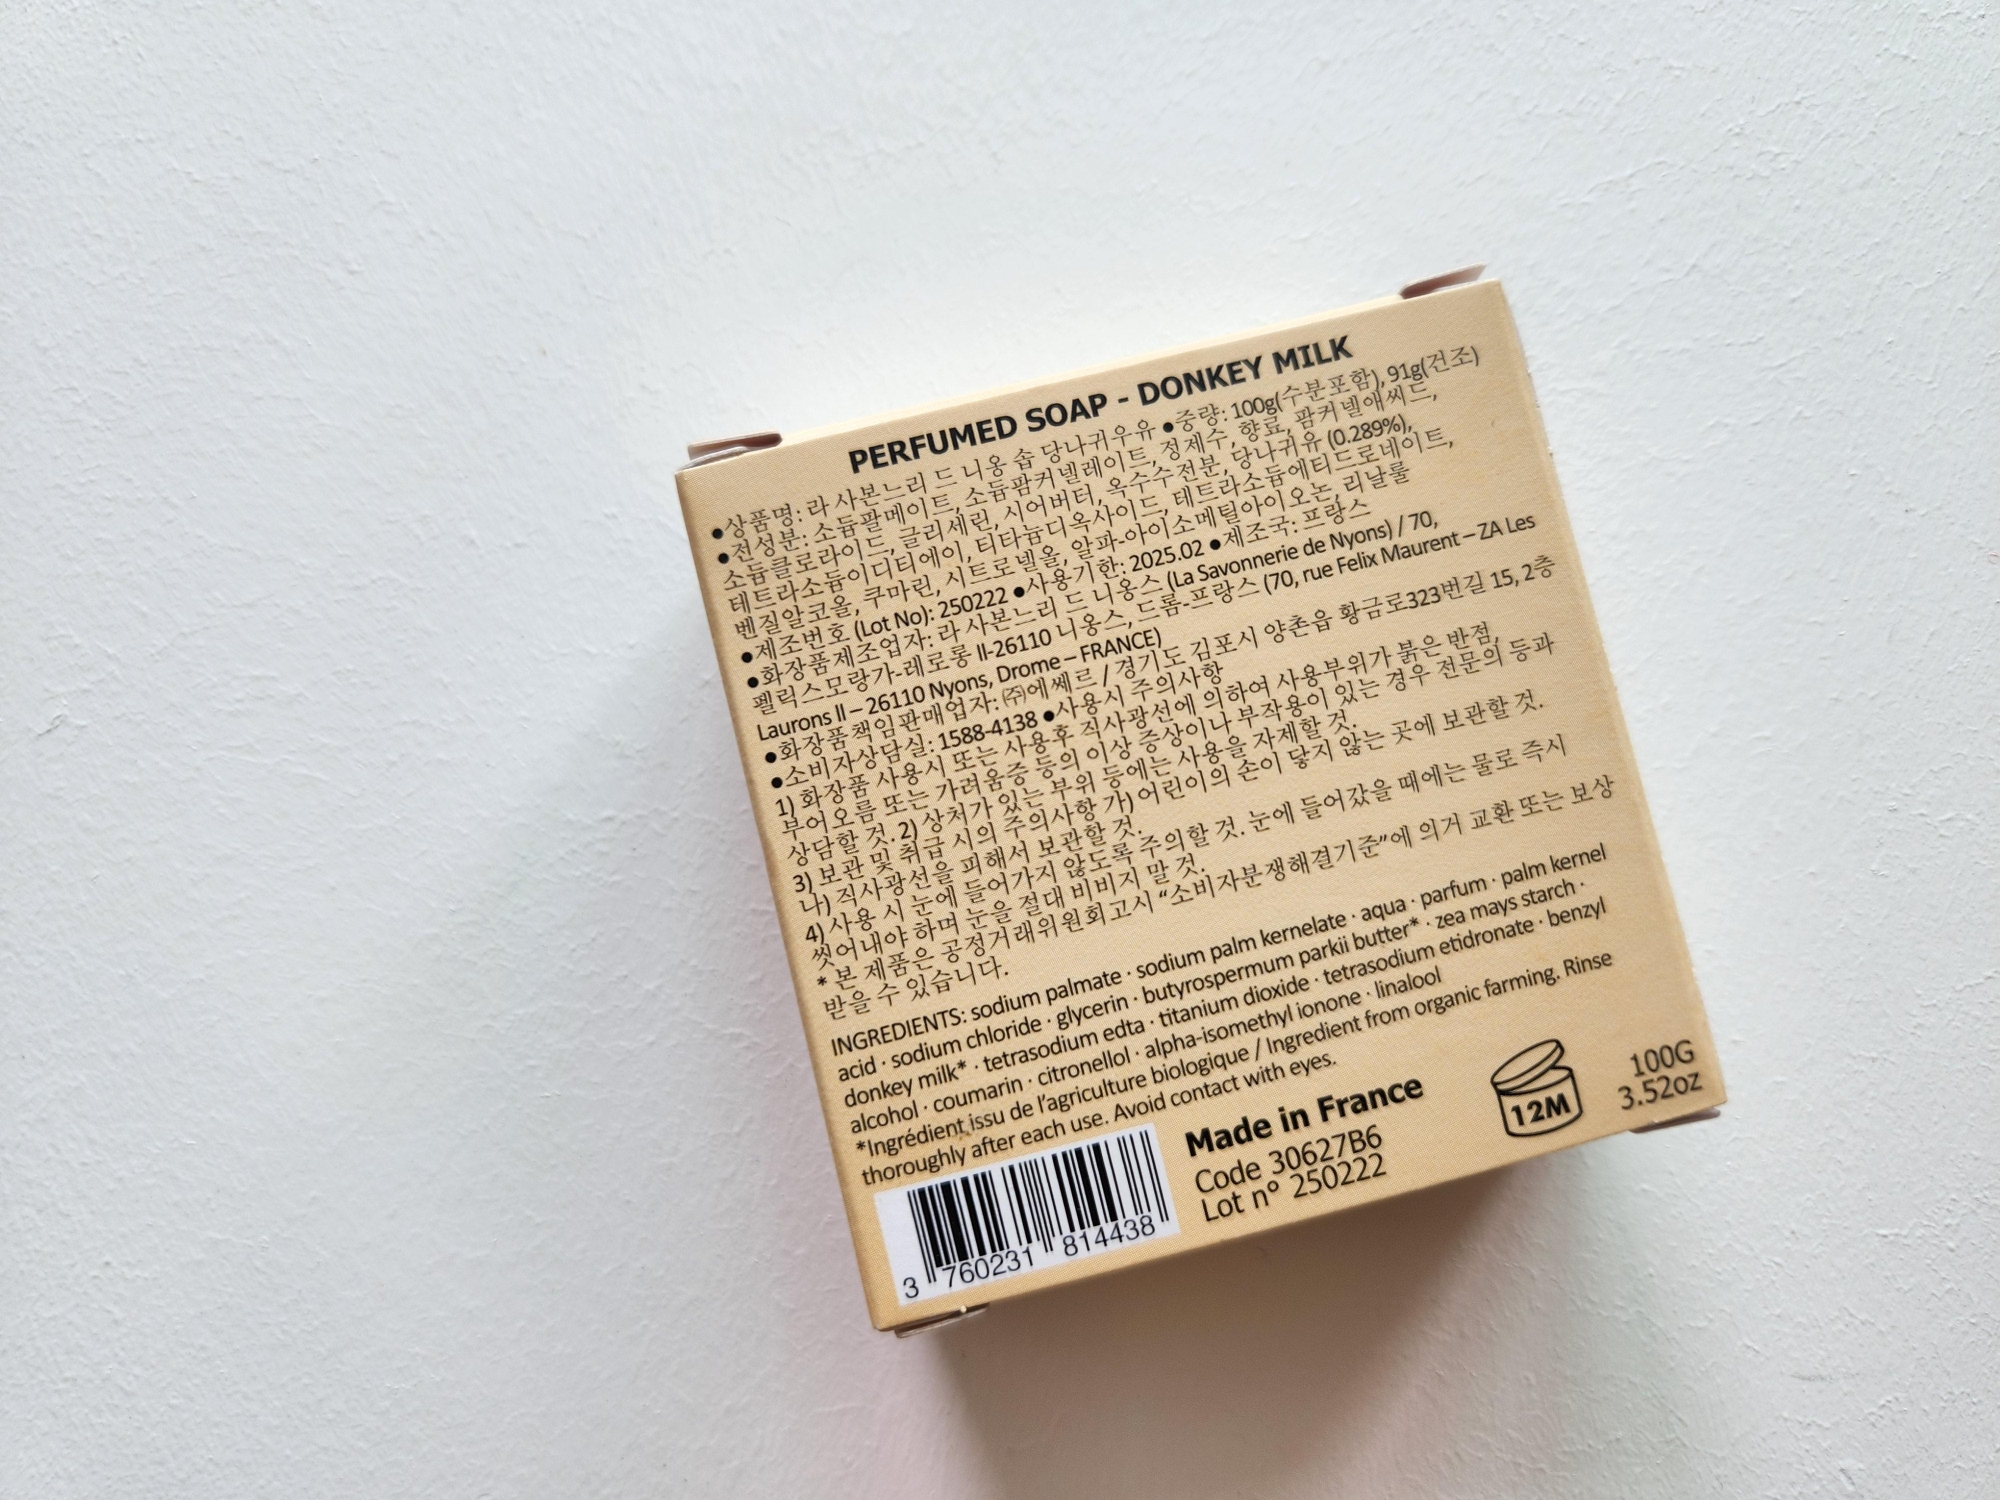 PERFUMED SOAP - DONKEY MILK
●상품명: 라 사본느리 드 니옹 솝 당나귀우유 ●중량: 100g(수분포함), 91g(건조)
●전성분: 소듐팔메이트, 소듐팜커넬레이트, 정제수, 향료, 팜커넬애씨드,
소듐클로라이드, 글리세린, 시어버터, 옥수수전분, 당나귀유 (0.289%),
테트라소듐이디티에이, 티타늄디옥사이드, 테트라소듐에티드로네이트,
벤질알코올, 쿠마린, 시트로넬올, 알파-아이소메틸아이오논, 리날룰
●제조번호 (Lot No): 250222 ●사용기한: 2025.02 ●제조국: 프랑스
●화장품제조업자: 라 사본느리 드 니옹스 (La Savonnerie de Nyons) / 70,
펠릭스모랑가-레로롱 II-26110 니옹스, 드롬-프랑스 (70, rue Felix Maurent – ZA Les
Laurons II – 26110 Nyons, Drome – FRANCE)
●화장품책임판매업자: ㈜에쎄르 / 경기도 김포시 양촌읍 황금로323번길 15, 2층
●소비자상담실: 1588-4138 ●사용시 주의사항
1) 화장품 사용시 또는 사용후 직사광선에 의하여 사용부위가 붉은 반점,
부어오름 또는 가려움증 등의 이상 증상이나 부작용이 있는 경우 전문의 등과
상담할 것. 2) 상처가 있는 부위 등에는 사용을 자제할 것.
3) 보관 및 취급 시의 주의사항 가) 어린이의 손이 닿지 않는 곳에 보관할 것.
나) 직사광선을 피해서 보관할 것.
4) 사용 시 눈에 들어가지 않도록 주의할 것. 눈에 들어갔을 때에는 물로 즉시
씻어내야 하며 눈을 절대 비비지 말 것.
* 본 제품은 공정거래위원회고시 “소비자분쟁해결기준”에 의거 교환 또는 보상
받을 수 있습니다.
INGREDIENTS: sodium palmate · sodium palm kernelate · aqua · parfum · palm kernel
acid · sodium chloride · glycerin · butyrospermum parkii butter* · zea mays starch ·
donkey milk* · tetrasodium edta · titanium dioxide · tetrasodium etidronate · benzyl
alcohol · coumarin · citronellol · alpha-isomethyl ionone · linalool
*Ingrédient issu de l'agriculture biologique / Ingredient from organic farming. Rinse
thoroughly after each use. Avoid contact with eyes.
Made in France
Code 30627B6
Lot n° 250222
12M
100G
3.52oz
3 760231 814438